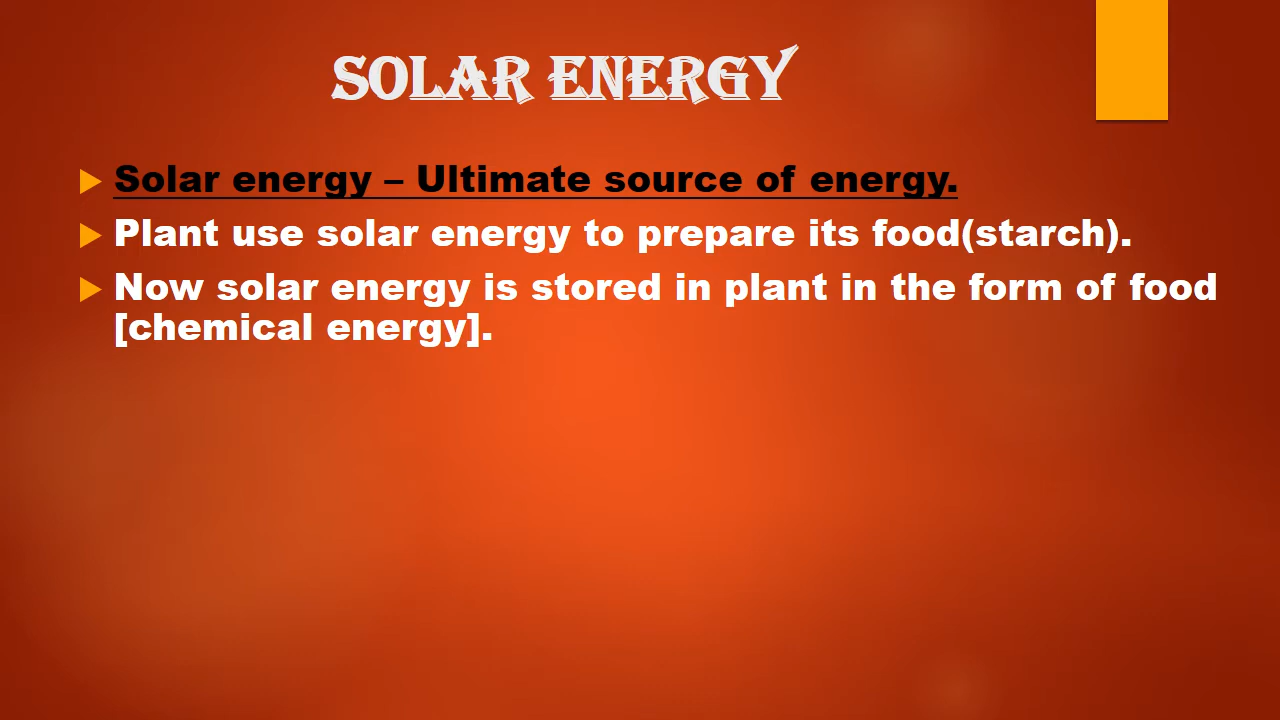 SOLAR ENERGY
Solar energy – Ultimate source of energy.
Plant use solar energy to prepare its food(starch).
Now solar energy is stored in plant in the form of food
[chemical energy].